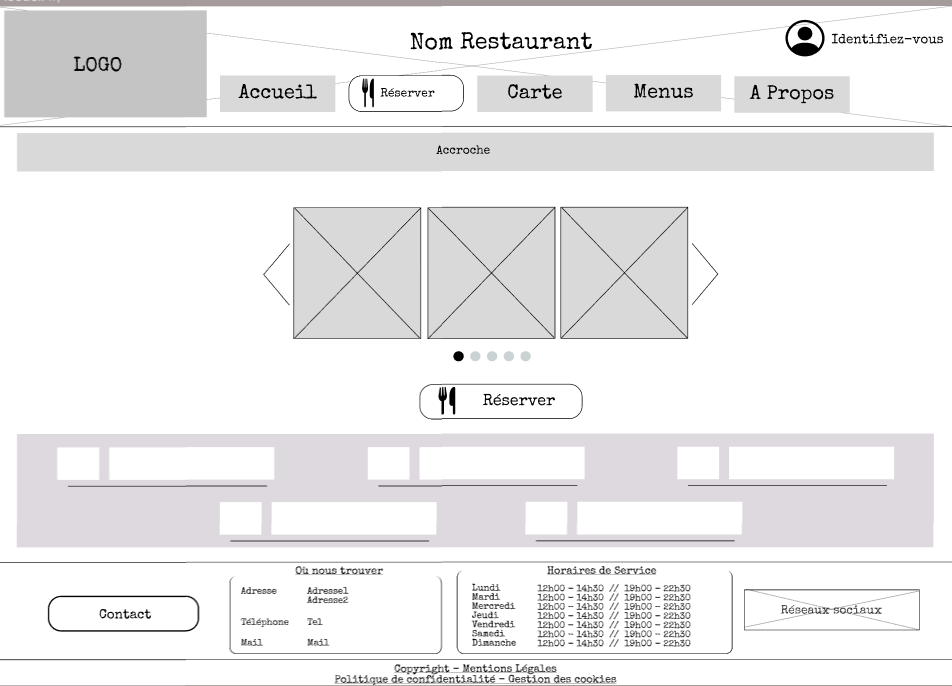 Nom Restaurant
Identifiez-vous
LOGO
Accueil
Réserver
Carte
Menus
A Propos
Accroche
Réserver
Contact
Où nous trouver
Adresse Adresse1
Adresse2
Téléphone Tel
Mail Mail
Horaires de Service
Lundi 12h00 - 14h30 // 19h00 - 22h30
Mardi 12h00 - 14h30 // 19h00 - 22h30
Mercredi 12h00 - 14h30 // 19h00 - 22h30
Jeudi 12h00 - 14h30 // 19h00 - 22h30
Vendredi 12h00 - 14h30 // 19h00 - 22h30
Samedi 12h00 - 14h30 // 19h00 - 22h30
Dimanche 12h00 - 14h30 // 19h00 - 22h30
Réseaux sociaux
Copyright - Mentions Légales
Politique de confidentialité - Gestion des cookies